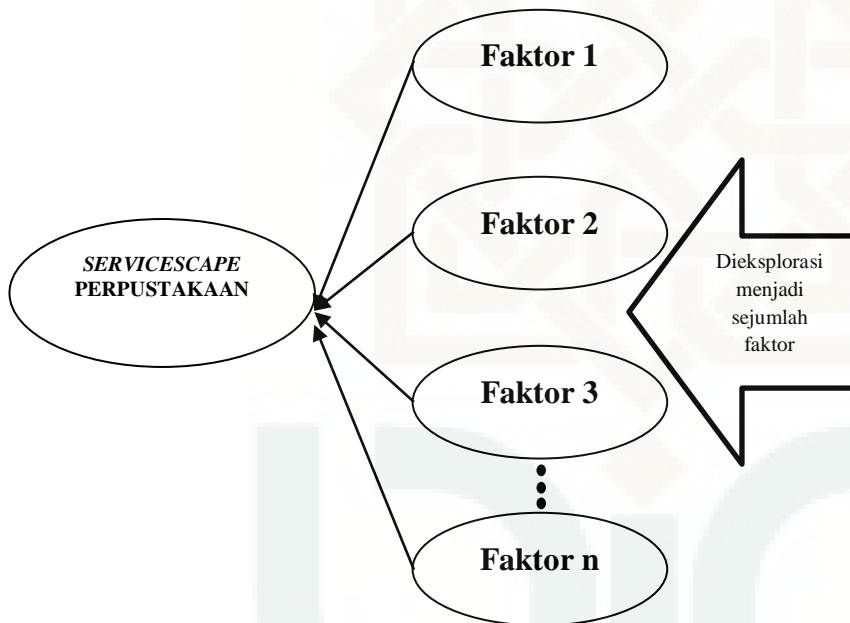 Faktor 1
Faktor 2
SERVICESCAPE
PERPUSTAKAAN
Dieksplorasi
menjadi
sejumlah
faktor
Faktor 3
Faktor n